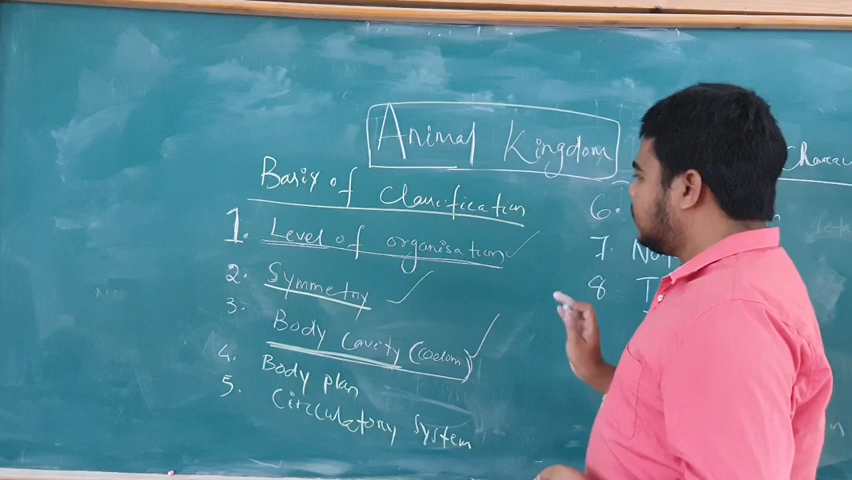 Animal Kingdom
Basix of Classification
1. Level of organisation ✓
2. Symmetry ✓
3. Body Cavity (Coelom) ✓
4. Body plan
5. Circulatory System
6.
7.
8